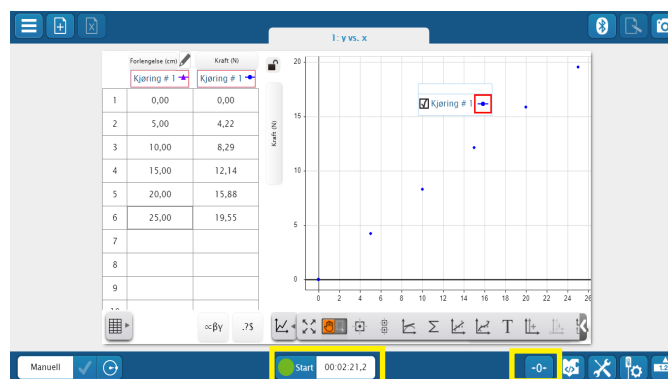 1: y vs. x
Forlengelse (cm) Kraft (N)
Kjøring # 1 Kjøring # 1
1 0,00 0,00
2 5,00 4,22
3 10,00 8,29
4 15,00 12,14
5 20,00 15,88
6 25,00 19,55
7
8
9
Kraft (N)
20
15
10
5
0
0 2 4 6 8 10 12 14 16 18 20 22 24 26
Kjøring # 1
∝βγ .?$
Σ T
Manuell Start 00:02:21,2 -0-